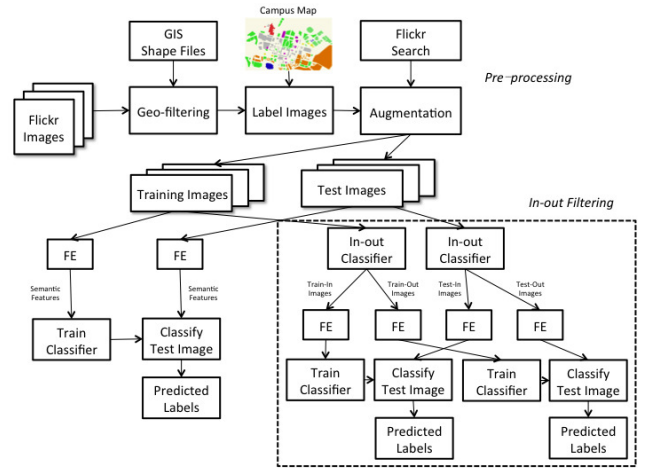 GIS
Shape Files
Campus Map
Flickr
Search
Pre-processing
Flickr
Images
Geo-filtering
Label Images
Augmentation
Training Images
Test Images
In-out Filtering
FE
FE
In-out
Classifier
In-out
Classifier
Semantic
Features
Semantic
Features
Train-In
Images
Train-Out
Images
Test-In
Images
Test-Out
Images
FE
FE
FE
FE
Train
Classifier
Classify
Test Image
Train
Classifier
Classify
Test Image
Train
Classifier
Classify
Test Image
Predicted
Labels
Predicted
Labels
Predicted
Labels